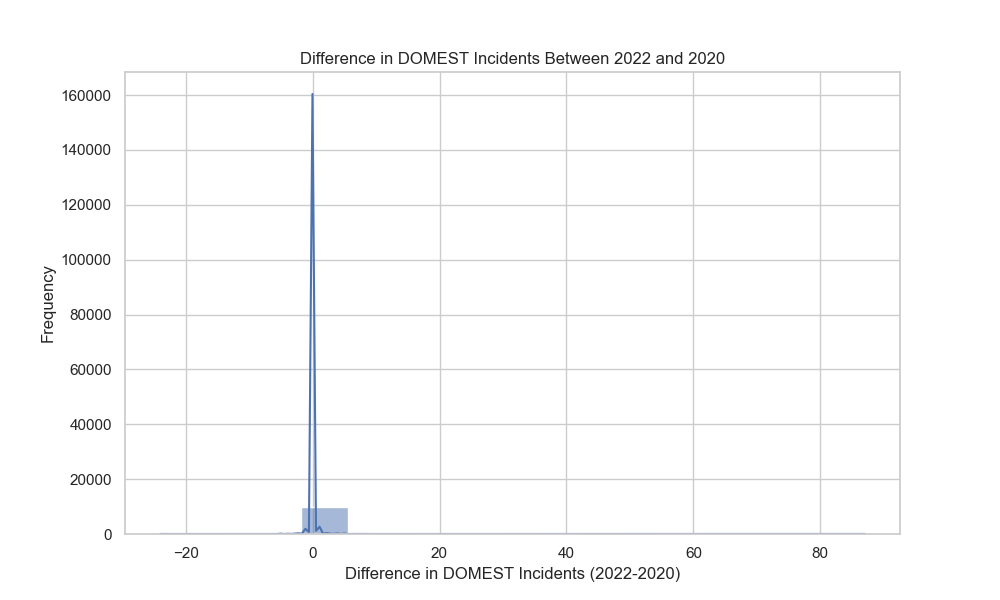 Difference in DOMEST Incidents Between 2022 and 2020
160000
140000
120000
100000
80000
60000
40000
20000
0
Frequency
−20 0 20 40 60 80
Difference in DOMEST Incidents (2022-2020)